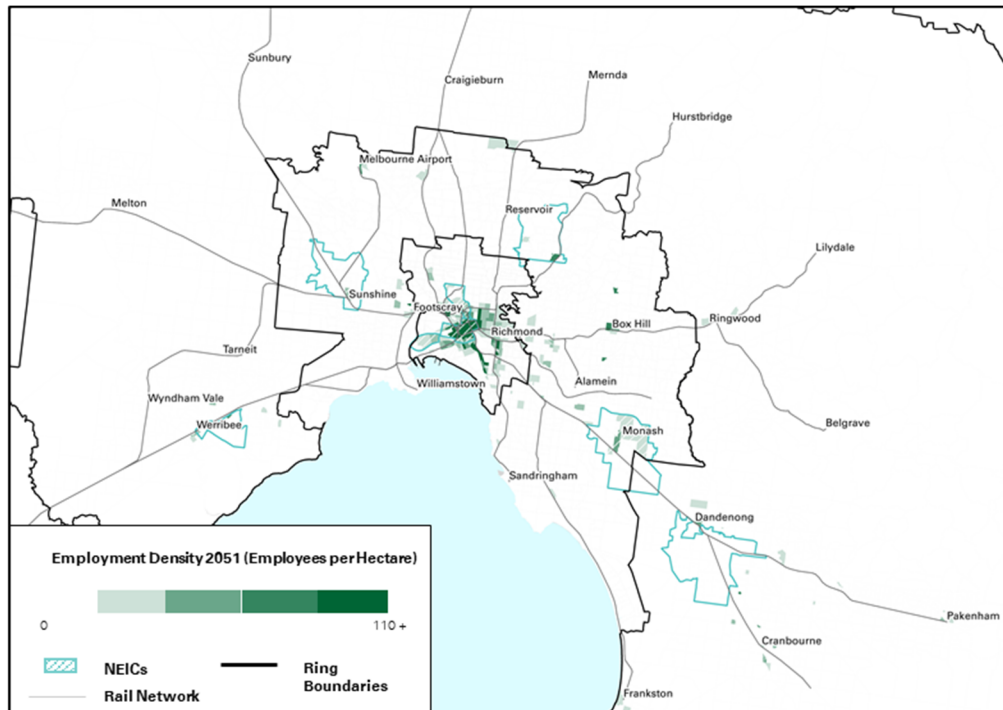 Sunbury
Craigieburn
Mernda
Hurstbridge
Melbourne Airport
Melton
Reservoir
Lilydale
Sunshine
Footscray
Richmond
Box Hill
Ringwood
Tarneit
Williamstown
Alamein
Wyndham Vale
Werribee
Monash
Belgrave
Sandringham
Dandenong
Pakenham
Cranbourne
Frankston
Employment Density 2051 (Employees per Hectare)
0
110 +
NEICs
Ring
Boundaries
Rail Network